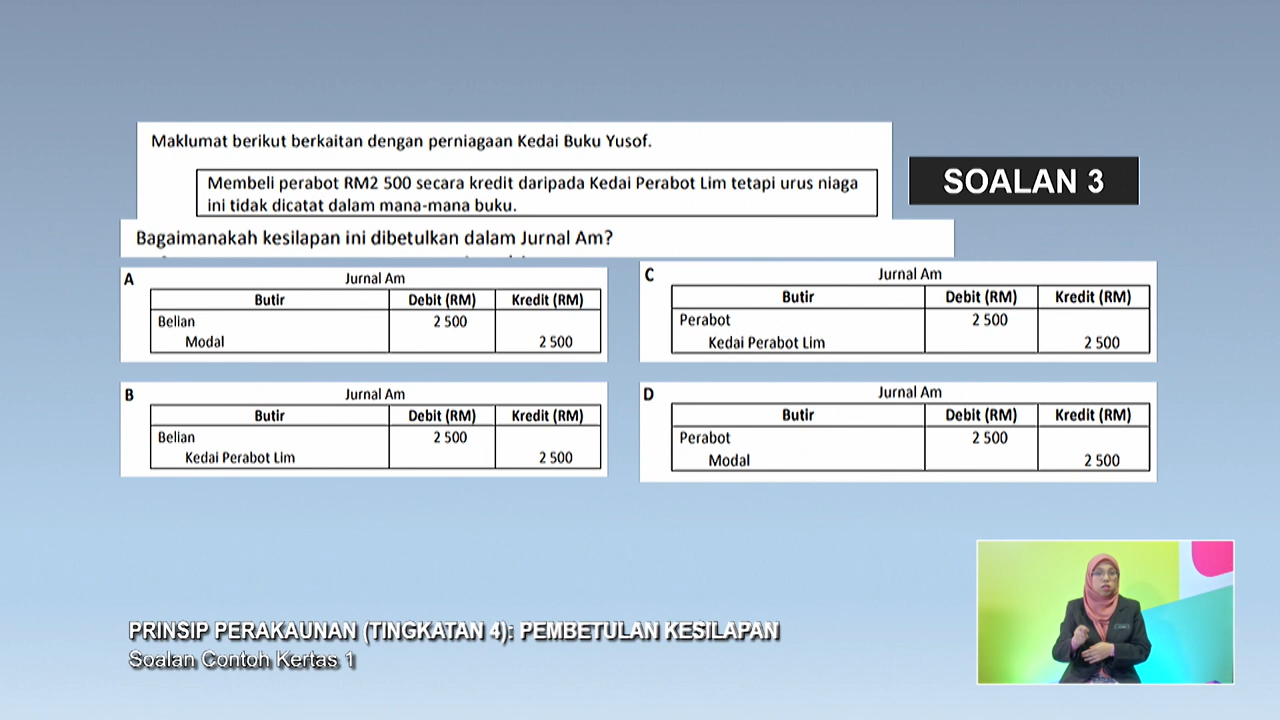 Maklumat berikut berkaitan dengan perniagaan Kedai Buku Yusof.
Membeli perabot RM2 500 secara kredit daripada Kedai Perabot Lim tetapi urus niaga
ini tidak dicatat dalam mana-mana buku.
SOALAN 3
Bagaimanakah kesilapan ini dibetulkan dalam Jurnal Am?
A
Jurnal Am
Butir Debit (RM) Kredit (RM)
Belian 2 500
Modal 2 500
B
Jurnal Am
Butir Debit (RM) Kredit (RM)
Belian 2 500
Kedai Perabot Lim 2 500
C
Jurnal Am
Butir Debit (RM) Kredit (RM)
Perabot 2 500
Kedai Perabot Lim 2 500
D
Jurnal Am
Butir Debit (RM) Kredit (RM)
Perabot 2 500
Modal 2 500
PRINSIP PERAKAUNAN (TINGKATAN 4): PEMBETULAN KESILAPAN
Soalan Contoh Kertas 1